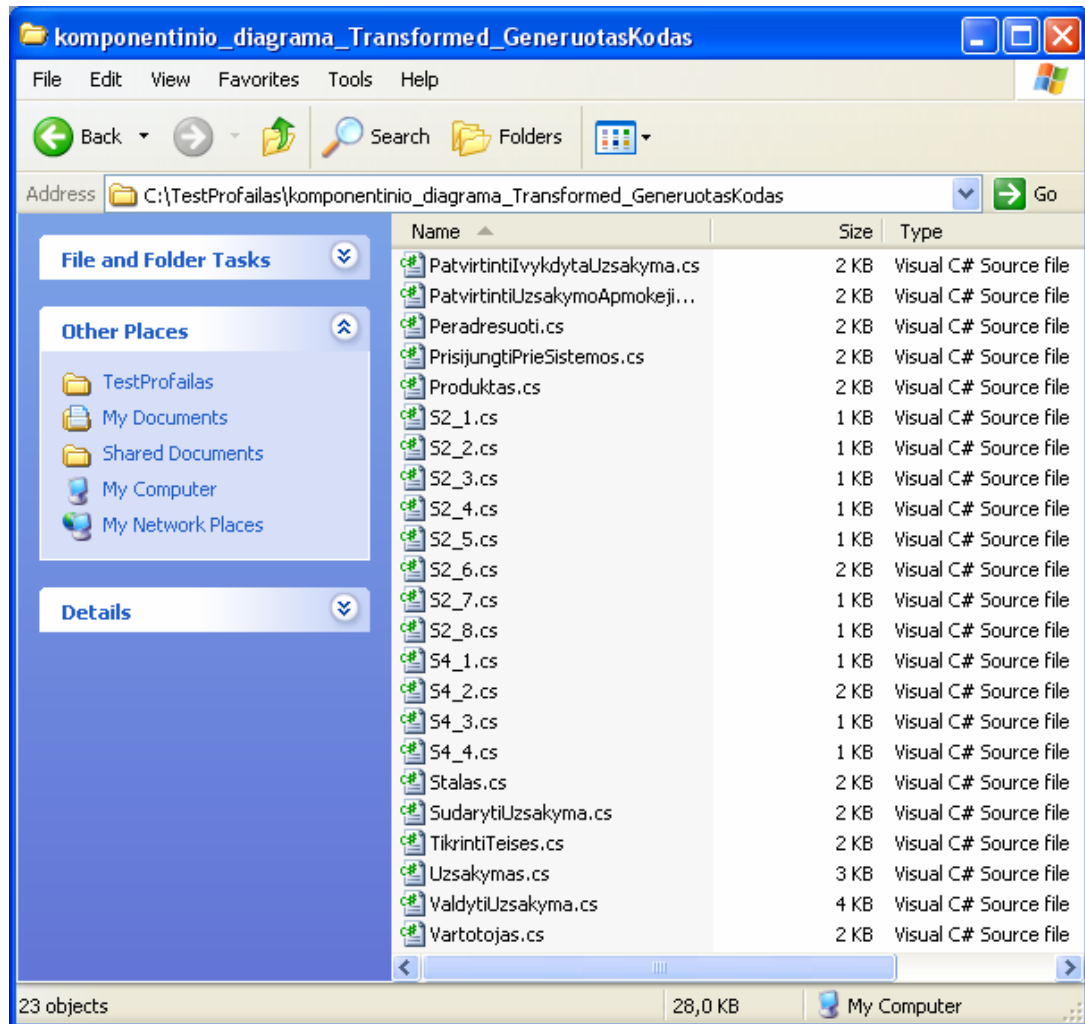 komponentinio_diagrama_Transformed_GeneruotasKodas
File Edit View Favorites Tools Help
Back Search Folders
Address C:\TestProfailas\komponentinio_diagrama_Transformed_GeneruotasKodas Go
File and Folder Tasks
Other Places
TestProfailas
My Documents
Shared Documents
My Computer
My Network Places
Details
Name Size Type
PatvirtintiIvykdytaUzsakyma.cs 2 KB Visual C# Source file
PatvirtintiUzsakymoApmokeji... 2 KB Visual C# Source file
Peradresuoti.cs 2 KB Visual C# Source file
PrisijungtiPrieSistemos.cs 2 KB Visual C# Source file
Produktas.cs 2 KB Visual C# Source file
S2_1.cs 1 KB Visual C# Source file
S2_2.cs 1 KB Visual C# Source file
S2_3.cs 1 KB Visual C# Source file
S2_4.cs 1 KB Visual C# Source file
S2_5.cs 1 KB Visual C# Source file
S2_6.cs 2 KB Visual C# Source file
S2_7.cs 1 KB Visual C# Source file
S2_8.cs 1 KB Visual C# Source file
S4_1.cs 1 KB Visual C# Source file
S4_2.cs 2 KB Visual C# Source file
S4_3.cs 1 KB Visual C# Source file
S4_4.cs 1 KB Visual C# Source file
Stalas.cs 2 KB Visual C# Source file
SudarytiUzsakyma.cs 2 KB Visual C# Source file
TikrintiTeises.cs 2 KB Visual C# Source file
Uzsakymas.cs 3 KB Visual C# Source file
ValdytiUzsakyma.cs 4 KB Visual C# Source file
Vartotojas.cs 2 KB Visual C# Source file
23 objects 28,0 KB My Computer